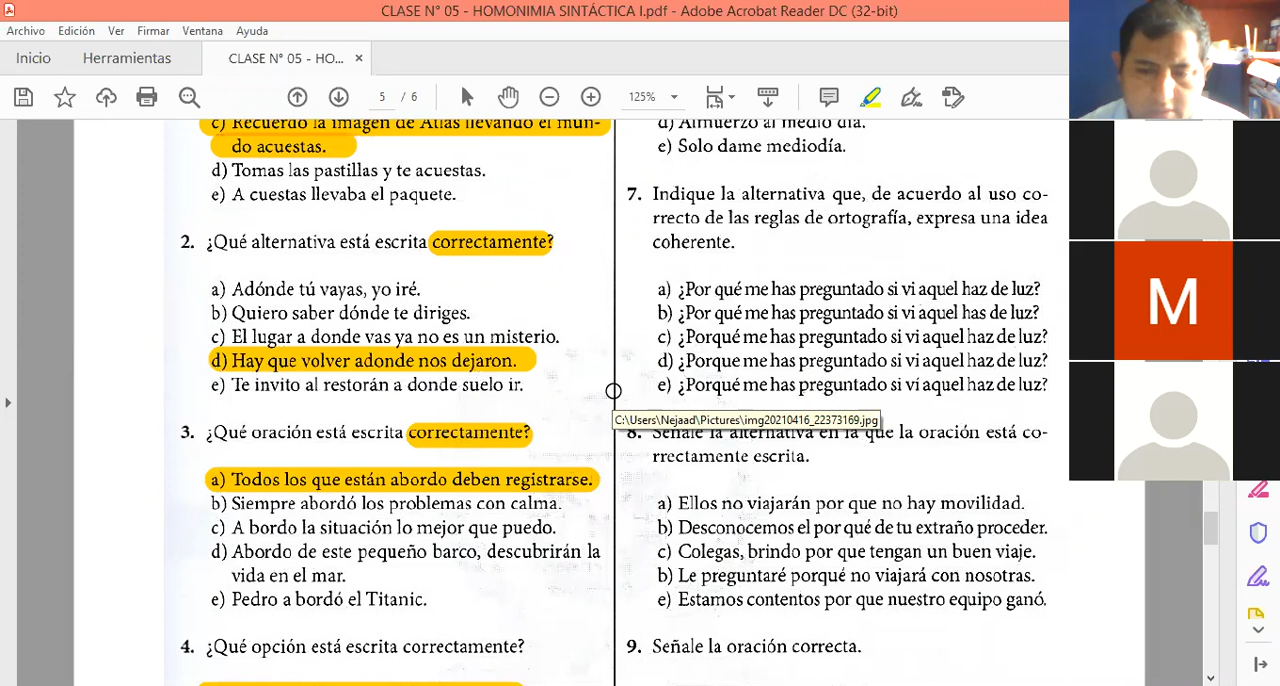 CLASE N° 05 - HOMONIMIA SINTÁCTICA I.pdf - Adobe Acrobat Reader DC (32-bit)
Archivo Edición Ver Firmar Ventana Ayuda
Inicio Herramientas CLASE N° 05 - HO... ×
5 / 6 125%
c) Recuerdo la imagen de Atlas llevando el mun-
do acuestas.
d) Tomas las pastillas y te acuestas.
e) A cuestas llevaba el paquete.
2. ¿Qué alternativa está escrita correctamente?
a) Adónde tú vayas, yo iré.
b) Quiero saber dónde te diriges.
c) El lugar a donde vas ya no es un misterio.
d) Hay que volver adonde nos dejaron.
e) Te invito al restorán a donde suelo ir.
3. ¿Qué oración está escrita correctamente?
a) Todos los que están abordo deben registrarse.
b) Siempre abordó los problemas con calma.
c) A bordo la situación lo mejor que puedo.
d) Abordo de este pequeño barco, descubrirán la
vida en el mar.
e) Pedro a bordó el Titanic.
4. ¿Qué opción está escrita correctamente?
d) Almuerzo al medio día.
e) Solo dame mediodía.
7. Indique la alternativa que, de acuerdo al uso co-
rrecto de las reglas de ortografía, expresa una idea
coherente.
a) ¿Por qué me has preguntado si vi aquel haz de luz?
b) ¿Por qué me has preguntado si vi aquel has de luz?
c) ¿Porqué me has preguntado si vi aquel haz de luz?
d) ¿Porque me has preguntado si vi aquel haz de luz?
e) ¿Porqué me has preguntado si ví aquel haz de luz?
C:\Users\Nejaad\Pictures\img20210416_22373169.jpg
8. Señale la alternativa en la que la oración está co-
rrectamente escrita.
a) Ellos no viajarán por que no hay movilidad.
b) Desconocemos el por qué de tu extraño proceder.
c) Colegas, brindo por que tengan un buen viaje.
b) Le preguntaré porqué no viajará con nosotras.
e) Estamos contentos por que nuestro equipo ganó.
9. Señale la oración correcta.
M